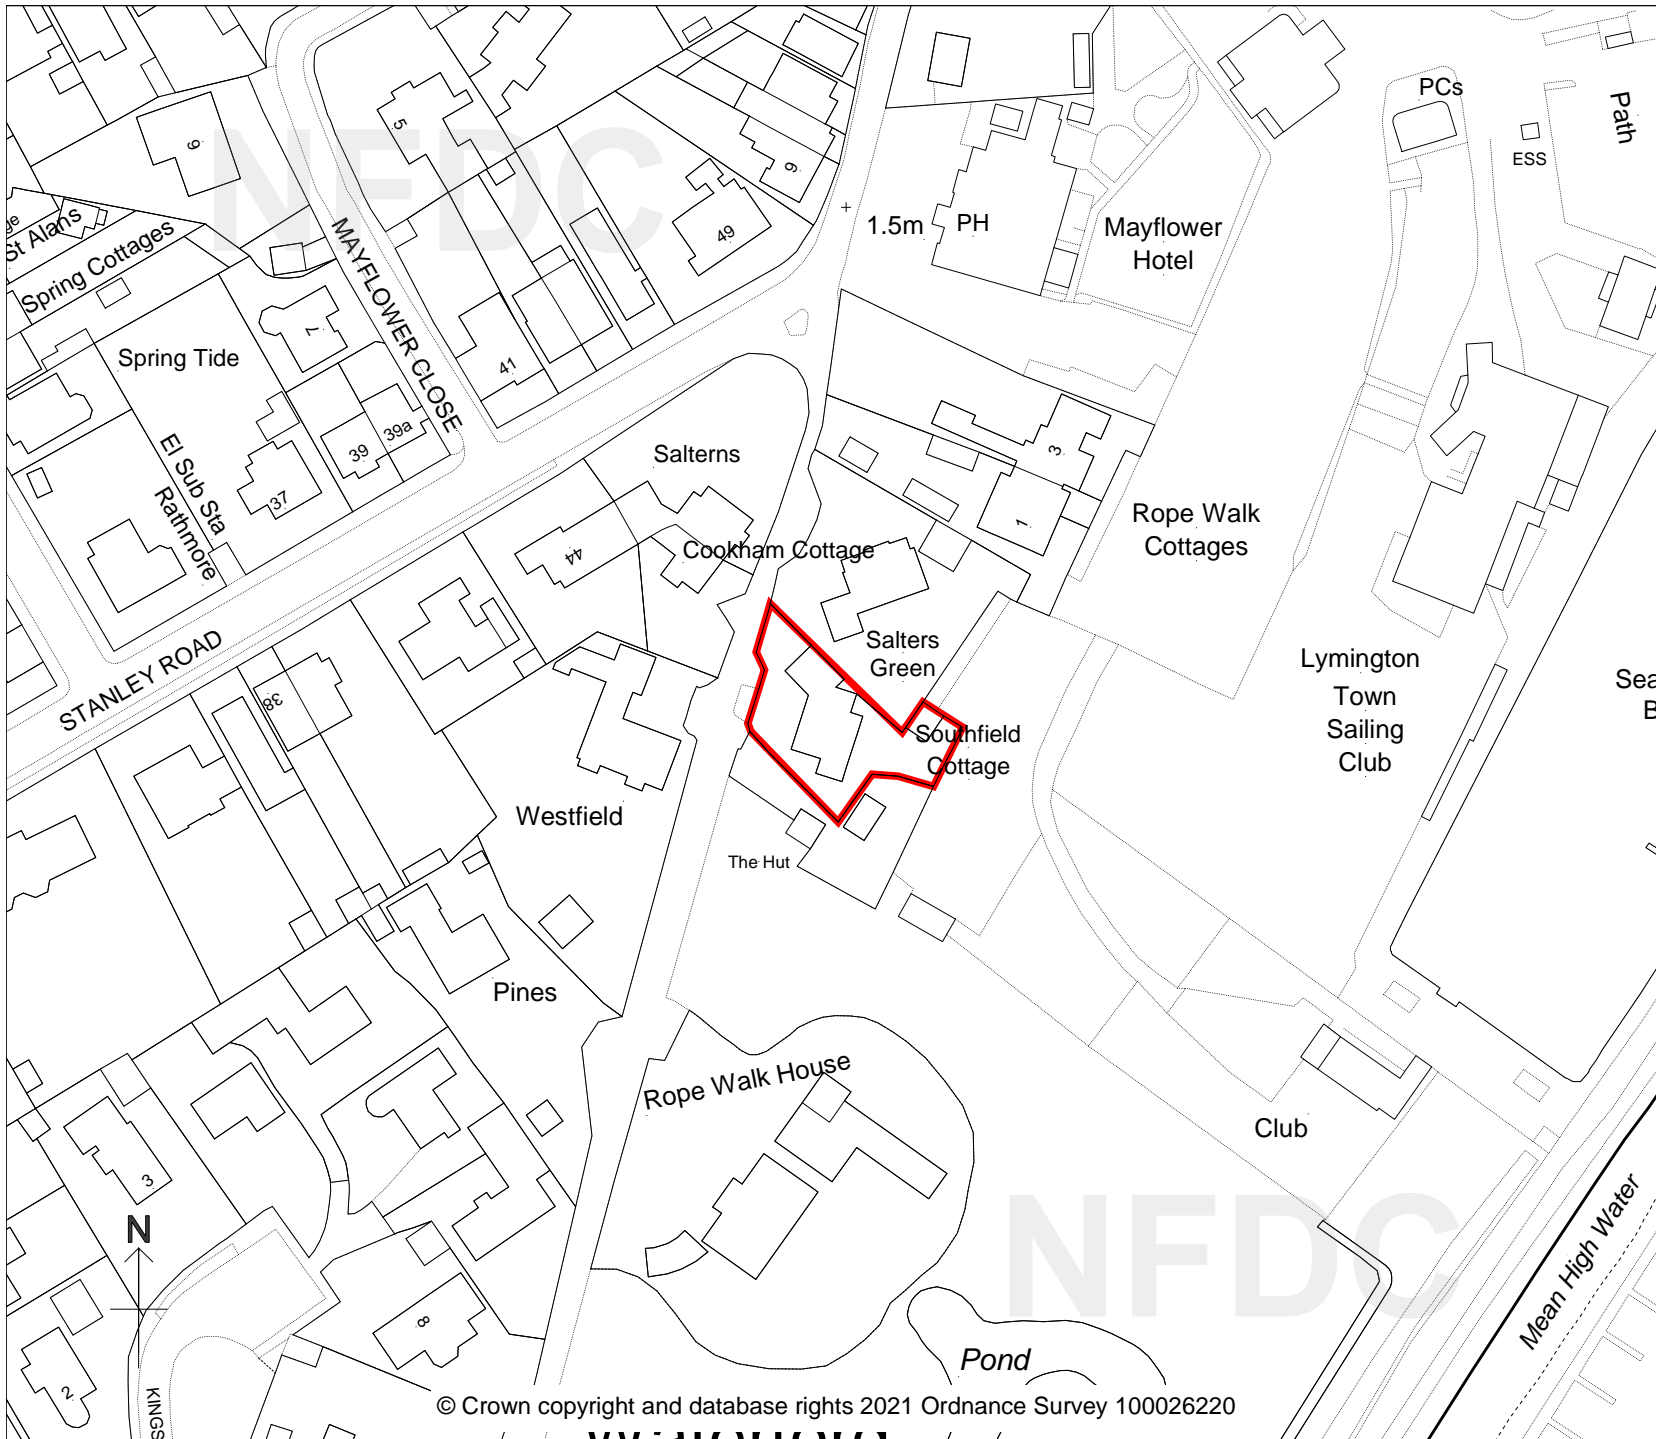 NFDC
PCs
Path
ESS
9
5
6
49
1.5m
PH
Mayflower
Hotel
St Alans
Spring Cottages
MAYFLOWER CLOSE
7
41
Spring Tide
39
39a
37
El Sub Sta
Rathmore
Salterns
44
Cookham Cottage
3
1
Rope Walk
Cottages
STANLEY ROAD
38
Salters
Green
Southfield
Cottage
Lymington
Town
Sailing
Club
Westfield
The Hut
Pines
Rope Walk House
Club
3
N
NFDC
Mean High Water
8
2
KINGS
Pond
© Crown copyright and database rights 2021 Ordnance Survey 100026220